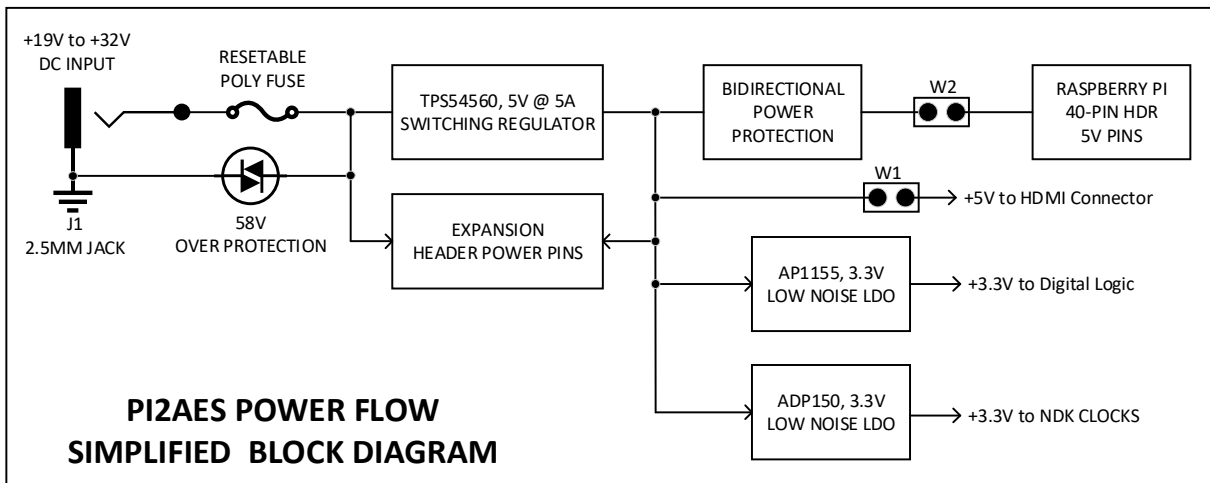 +19V to +32V
DC INPUT
RESETABLE
POLY FUSE
TPS54560, 5V @ 5A
SWITCHING REGULATOR
BIDIRECTIONAL
POWER
PROTECTION
W2
RASPBERRY PI
40-PIN HDR
5V PINS
W1
+5V to HDMI Connector
J1
2.5MM JACK
58V
OVER PROTECTION
EXPANSION
HEADER POWER PINS
AP1155, 3.3V
LOW NOISE LDO
+3.3V to Digital Logic
ADP150, 3.3V
LOW NOISE LDO
+3.3V to NDK CLOCKS
PI2AES POWER FLOW
SIMPLIFIED BLOCK DIAGRAM